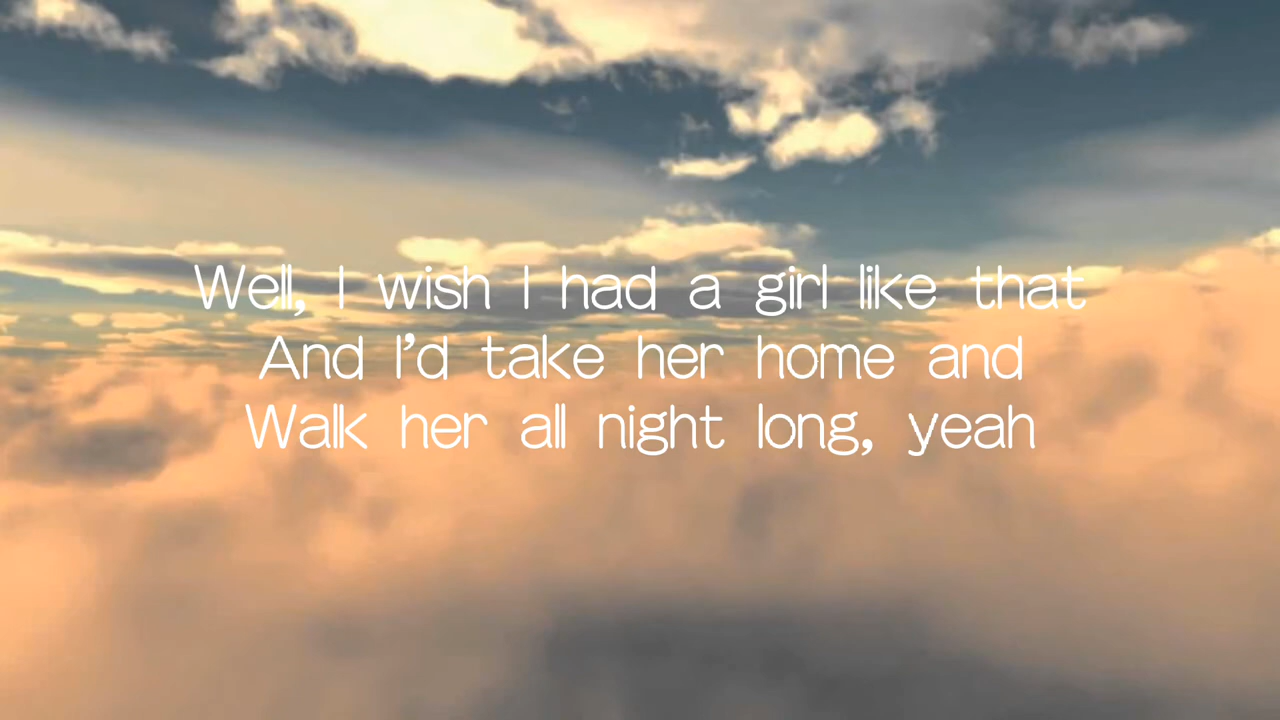 Well, I wish I had a girl like that
And I'd take her home and
Walk her all night long, yeah